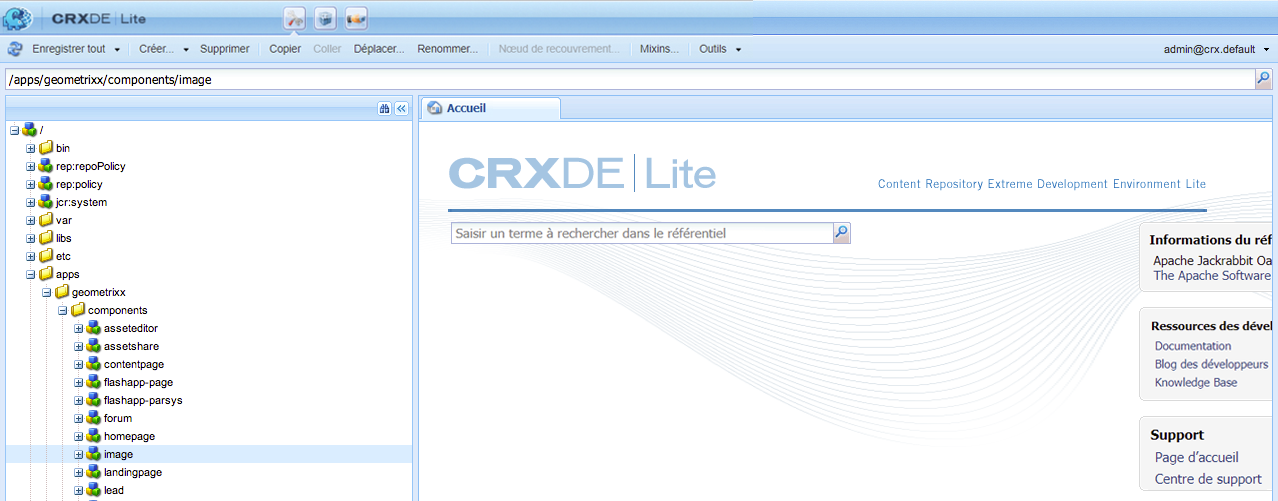 CRXDE | Lite
Enregistrer tout Créer... Supprimer Copier Coller Déplacer... Renommer... Nœud de recouvrement... Mixins... Outils admin@crx.default
/apps/geometrixx/components/image
/
bin
rep:repoPolicy
rep:policy
jcr:system
var
libs
etc
apps
geometrixx
components
asseteditor
assetshare
contentpage
flashapp-page
flashapp-parsys
forum
homepage
image
landingpage
lead
Accueil
CRXDE | Lite
Content Repository Extreme Development Environment Lite
Saisir un terme à rechercher dans le référentiel
Informations du réf
Apache Jackrabbit Oa
The Apache Software
Ressources des dével
Documentation
Blog des développeurs
Knowledge Base
Support
Page d’accueil
Centre de support